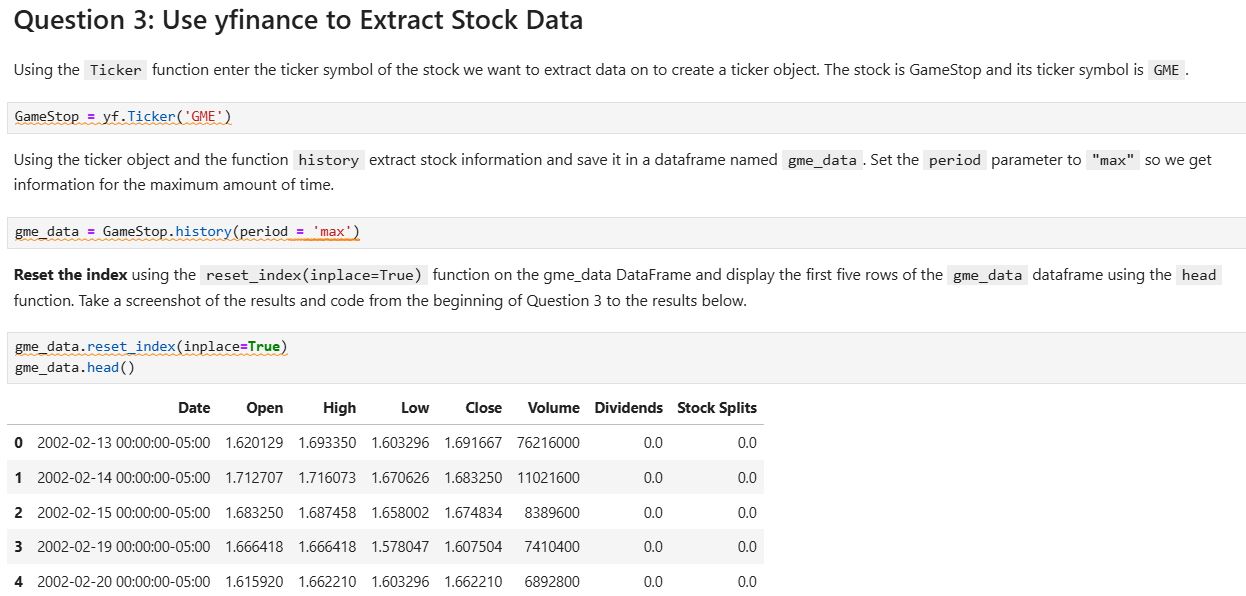 Question 3: Use yfinance to Extract Stock Data
Using the Ticker function enter the ticker symbol of the stock we want to extract data on to create a ticker object. The stock is GameStop and its ticker symbol is GME .
GameStop = yf.Ticker('GME')
Using the ticker object and the function history extract stock information and save it in a dataframe named gme_data . Set the period parameter to "max" so we get
information for the maximum amount of time.
gme_data = GameStop.history(period = 'max')
Reset the index using the reset_index(inplace=True) function on the gme_data DataFrame and display the first five rows of the gme_data dataframe using the head
function. Take a screenshot of the results and code from the beginning of Question 3 to the results below.
gme_data.reset_index(inplace=True)
gme_data.head()
Date Open High Low Close Volume Dividends Stock Splits
0 2002-02-13 00:00:00-05:00 1.620129 1.693350 1.603296 1.691667 76216000 0.0 0.0
1 2002-02-14 00:00:00-05:00 1.712707 1.716073 1.670626 1.683250 11021600 0.0 0.0
2 2002-02-15 00:00:00-05:00 1.683250 1.687458 1.658002 1.674834 8389600 0.0 0.0
3 2002-02-19 00:00:00-05:00 1.666418 1.666418 1.578047 1.607504 7410400 0.0 0.0
4 2002-02-20 00:00:00-05:00 1.615920 1.662210 1.603296 1.662210 6892800 0.0 0.0